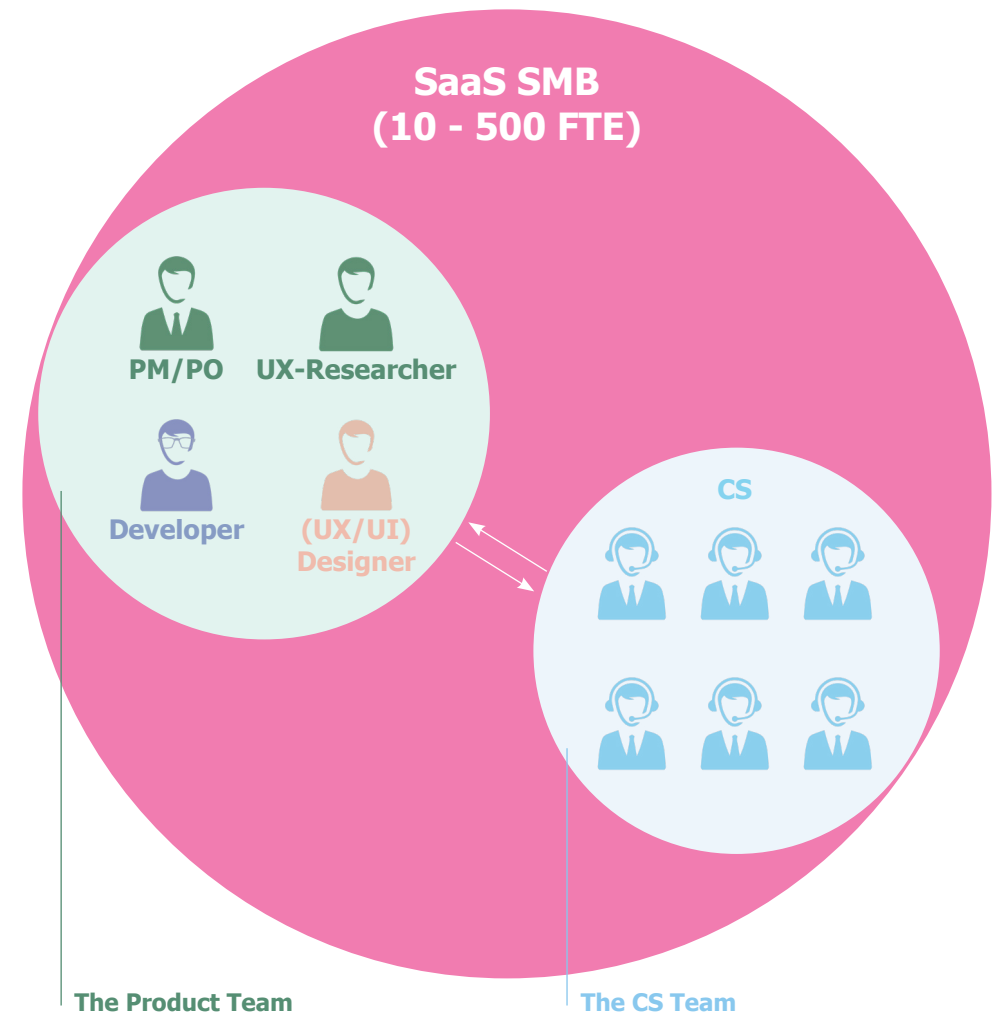 SaaS SMB
(10 - 500 FTE)
PM/PO
UX-Researcher
Developer
(UX/UI)
Designer
CS
The Product Team
The CS Team